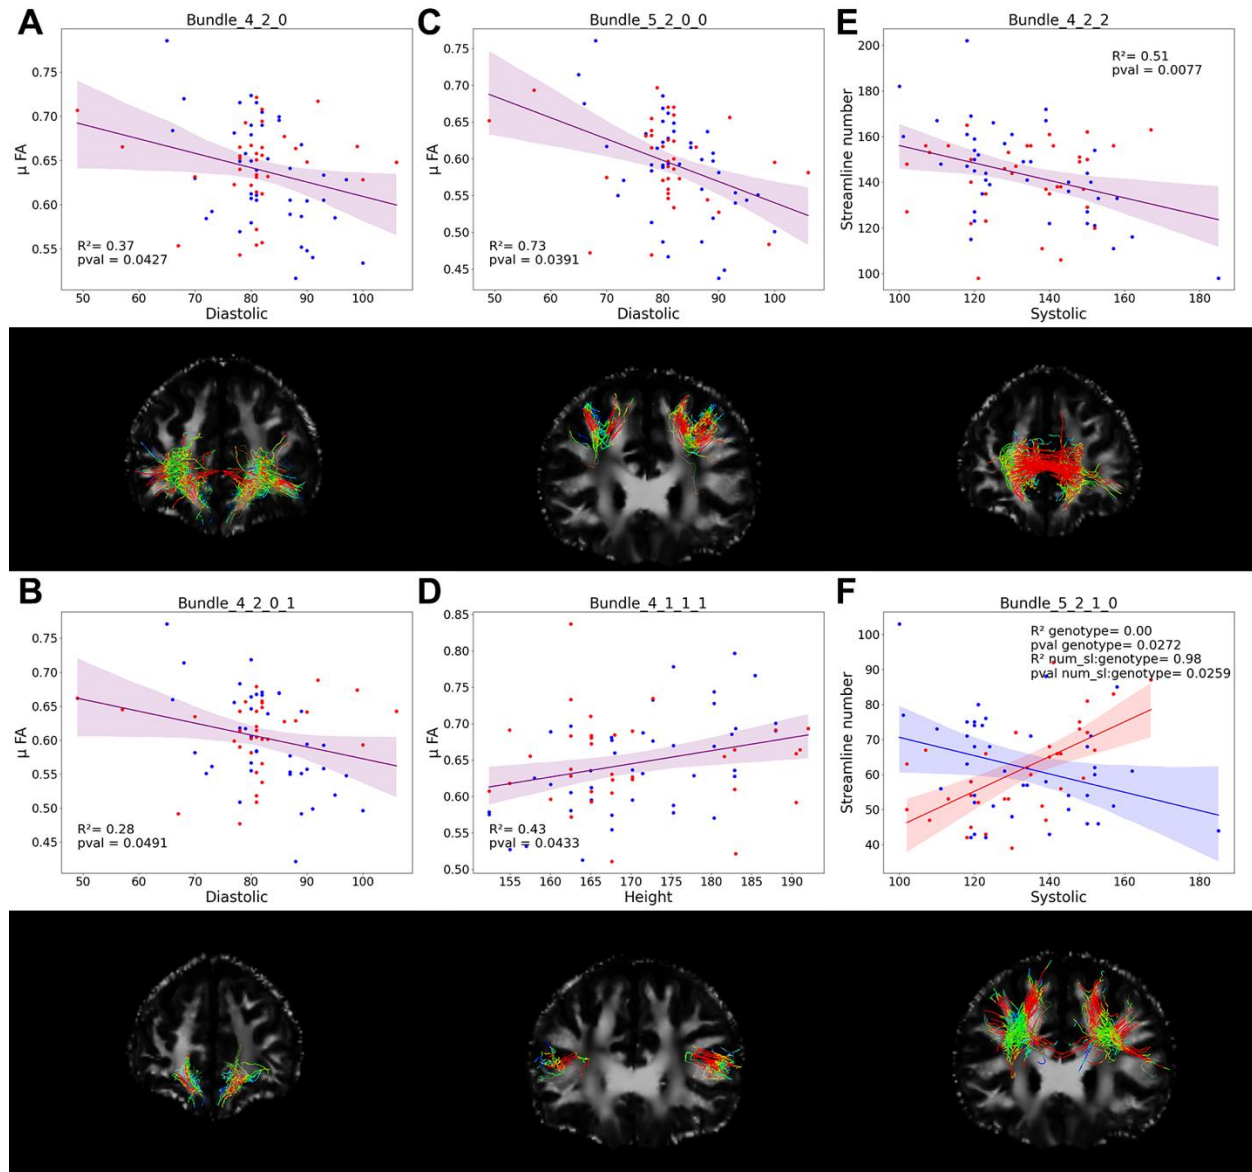 A
Bundle_4_2_0
μ FA
0.75
0.70
0.65
0.60
0.55
R²= 0.37
pval = 0.0427
50 60 70 80 90 100
Diastolic
C
Bundle_5_2_0_0
μ FA
0.75
0.70
0.65
0.60
0.55
0.50
0.45
R²= 0.73
pval = 0.0391
50 60 70 80 90 100
Diastolic
E
Bundle_4_2_2
Streamline number
200
180
160
140
120
100
R²= 0.51
pval = 0.0077
100 120 140 160 180
Systolic
B
Bundle_4_2_0_1
μ FA
0.75
0.70
0.65
0.60
0.55
0.50
0.45
R²= 0.28
pval = 0.0491
50 60 70 80 90 100
Diastolic
D
Bundle_4_1_1_1
μ FA
0.85
0.80
0.75
0.70
0.65
0.60
0.55
0.50
R²= 0.43
pval = 0.0433
155 160 165 170 175 180 185 190
Height
F
Bundle_5_2_1_0
Streamline number
100
90
80
70
60
50
40
R² genotype= 0.00
pval genotype= 0.0272
R² num_sl:genotype= 0.98
pval num_sl:genotype= 0.0259
100 120 140 160 180
Systolic